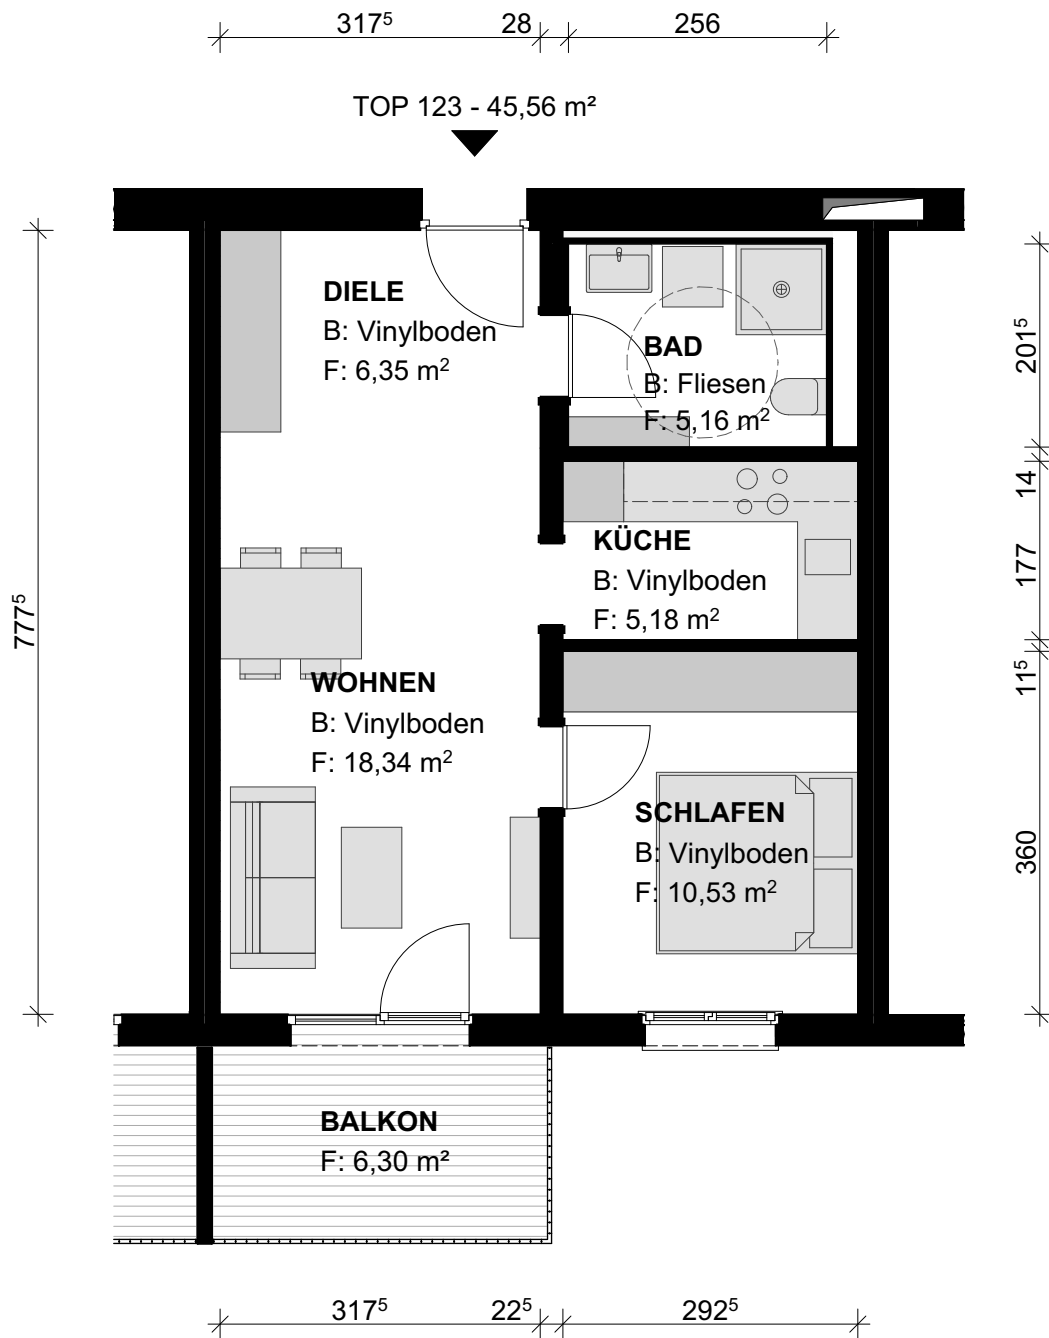 317⁵ 28 256
TOP 123 - 45,56 m²
DIELE
B: Vinylboden
F: 6,35 m²
BAD
B: Fliesen
F: 5,16 m²
KÜCHE
B: Vinylboden
F: 5,18 m²
WOHNEN
B: Vinylboden
F: 18,34 m²
SCHLAFEN
B: Vinylboden
F: 10,53 m²
BALKON
F: 6,30 m²
777⁵
201⁵
14
177
11⁵
360
317⁵ 22⁵ 292⁵